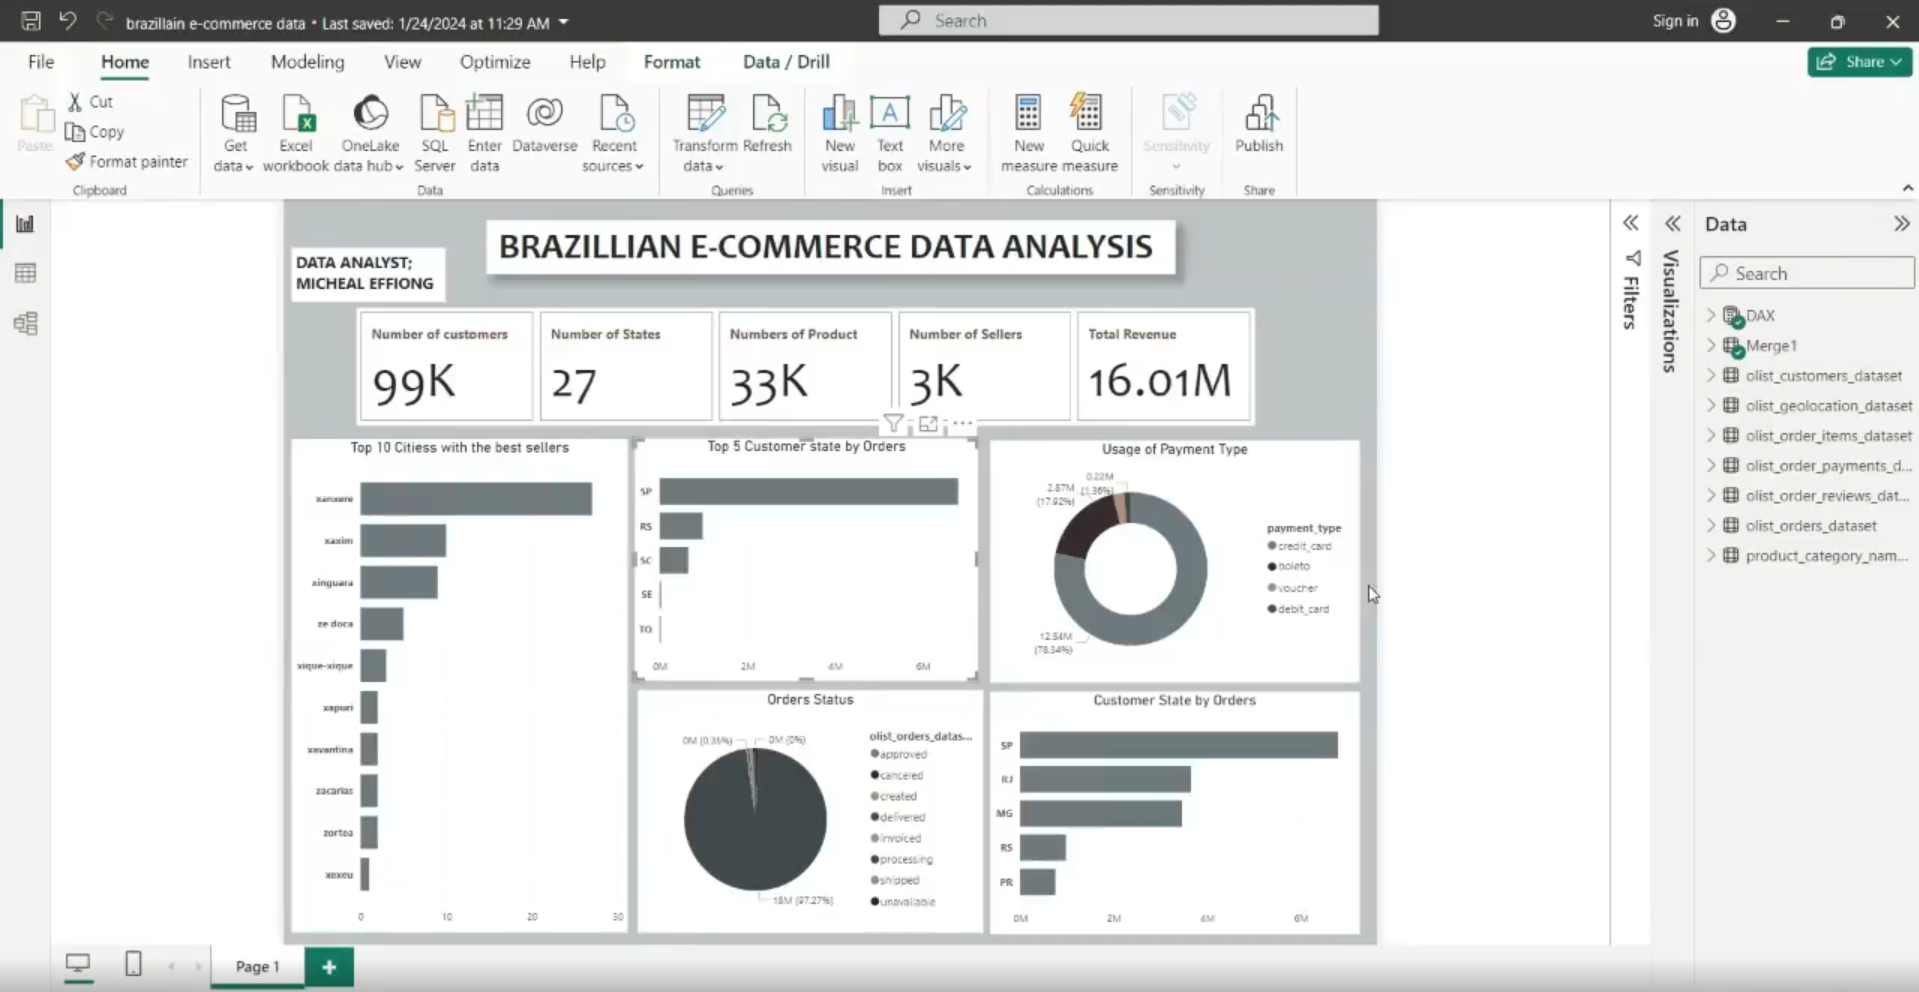 brazillain e-commerce data • Last saved: 1/24/2024 at 11:29 AM
Search
Sign in
File
Home
Insert
Modeling
View
Optimize
Help
Format
Data / Drill
Share
Paste
Cut
Copy
Format painter
Clipboard
Get data
Excel workbook
OneLake data hub
SQL Server
Enter data
Dataverse
Recent sources
Data
Transform data
Refresh
Queries
New visual
Text box
More visuals
Insert
New measure
Quick measure
Calculations
Sensitivity
Sensitivity
Publish
Share
DATA ANALYST;
MICHEAL EFFIONG
BRAZILLIAN E-COMMERCE DATA ANALYSIS
Number of customers
99K
Number of States
27
Numbers of Product
33K
Number of Sellers
3K
Total Revenue
16.01M
Top 10 Citiess with the best sellers
xanxere
xaxim
xinguara
ze doca
xique-xique
xapuri
xavantina
zacarias
zortea
xexeu
0
10
20
30
Top 5 Customer state by Orders
SP
RS
SC
SE
TO
0M
2M
4M
6M
Usage of Payment Type
0.22M
(1.36%)
2.87M
(17.92%)
12.54M
(78.34%)
payment_type
credit_card
boleto
voucher
debit_card
Orders Status
0M (0.35%)
0M (0%)
18M (97.27%)
olist_orders_datas...
approved
canceled
created
delivered
invoiced
processing
shipped
unavailable
Customer State by Orders
SP
RJ
MG
RS
PR
0M
2M
4M
6M
Filters
Visualizations
Data
Search
DAX
Merge1
olist_customers_dataset
olist_geolocation_dataset
olist_order_items_dataset
olist_order_payments_d...
olist_order_reviews_dat...
olist_orders_dataset
product_category_nam...
Page 1